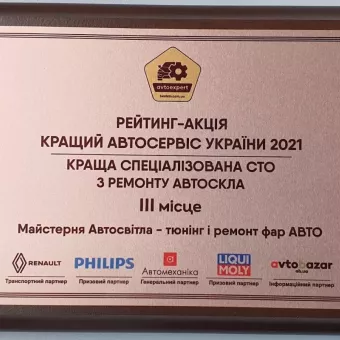 avtoexpert
РЕЙТИНГ-АКЦІЯ
КРАЩИЙ АВТОСЕРВІС УКРАЇНИ 2021
КРАЩА СПЕЦІАЛІЗОВАНА СТО
З РЕМОНТУ АВТОСКЛА
III місце
Майстерня Автосвітла – тюнінг і ремонт фар АВТО
RENAULT PHILIPS Автомеханіка LIQUI MOLY avtobazar
Транспортний партнер Призовий партнер Генеральний партнер Призовий партнер Інформаційний партнер